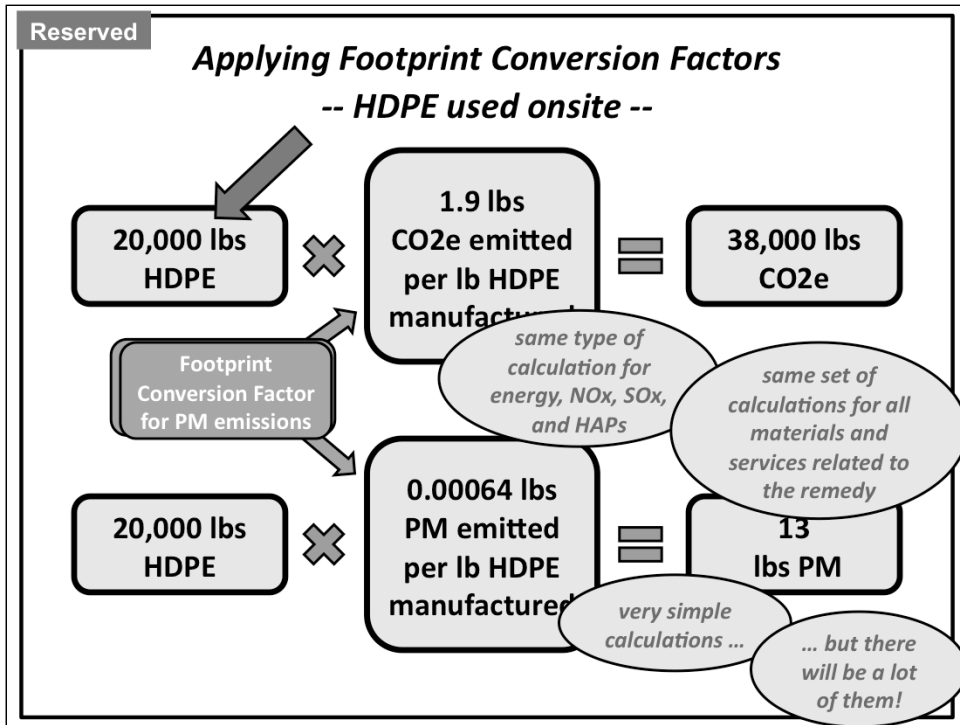 Reserved
Applying Footprint Conversion Factors
-- HDPE used onsite --
20,000 lbs
HDPE
1.9 lbs
CO2e emitted
per lb HDPE
manufactured
38,000 lbs
CO2e
Footprint
Conversion Factor
for PM emissions
same type of
calculation for
energy, NOx, SOx,
and HAPs
same set of
calculations for all
materials and
services related to
the remedy
20,000 lbs
HDPE
0.00064 lbs
PM emitted
per lb HDPE
manufactured
13
lbs PM
very simple
calculations …
… but there
will be a lot
of them!